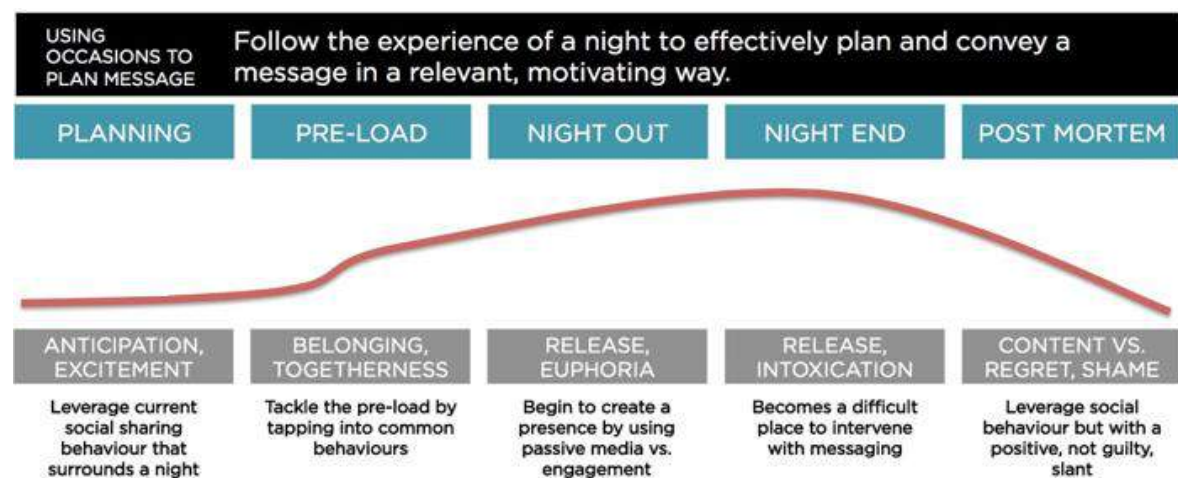 USING
OCCASIONS TO
PLAN MESSAGE
Follow the experience of a night to effectively plan and convey a
message in a relevant, motivating way.
PLANNING
PRE-LOAD
NIGHT OUT
NIGHT END
POST MORTEM
ANTICIPATION,
EXCITEMENT
BELONGING,
TOGETHERNESS
RELEASE,
EUPHORIA
RELEASE,
INTOXICATION
CONTENT VS.
REGRET, SHAME
Leverage current
social sharing
behaviour that
surrounds a night
Tackle the pre-load by
tapping into common
behaviours
Begin to create a
presence by using
passive media vs.
engagement
Becomes a difficult
place to intervene
with messaging
Leverage social
behaviour but with a
positive, not guilty,
slant